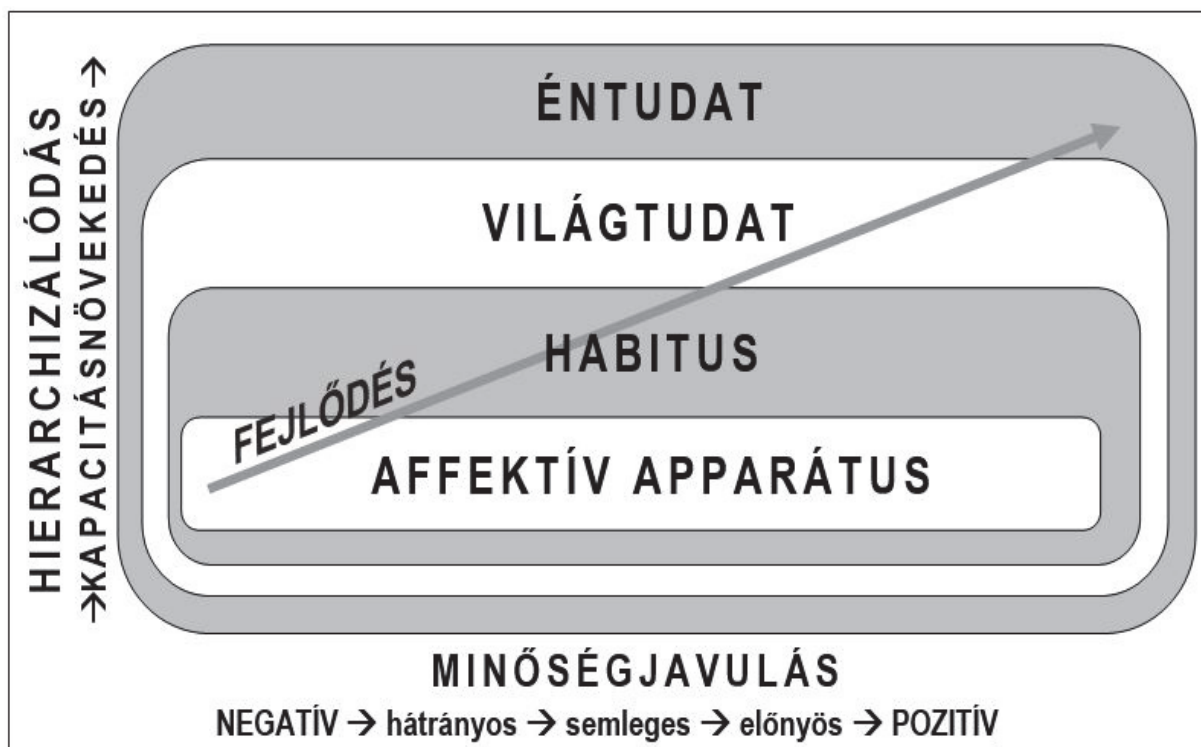 HIERARCHIZÁLÓDÁS
→KAPACITÁSNÖVEKEDÉS→
ÉNTUDAT
VILÁGTUDAT
HABITUS
FEJLŐDÉS
AFFEKTÍV APPARÁTUS
MINŐSÉGJAVULÁS
NEGATÍV → hátrányos → semleges → előnyös → POZITÍV